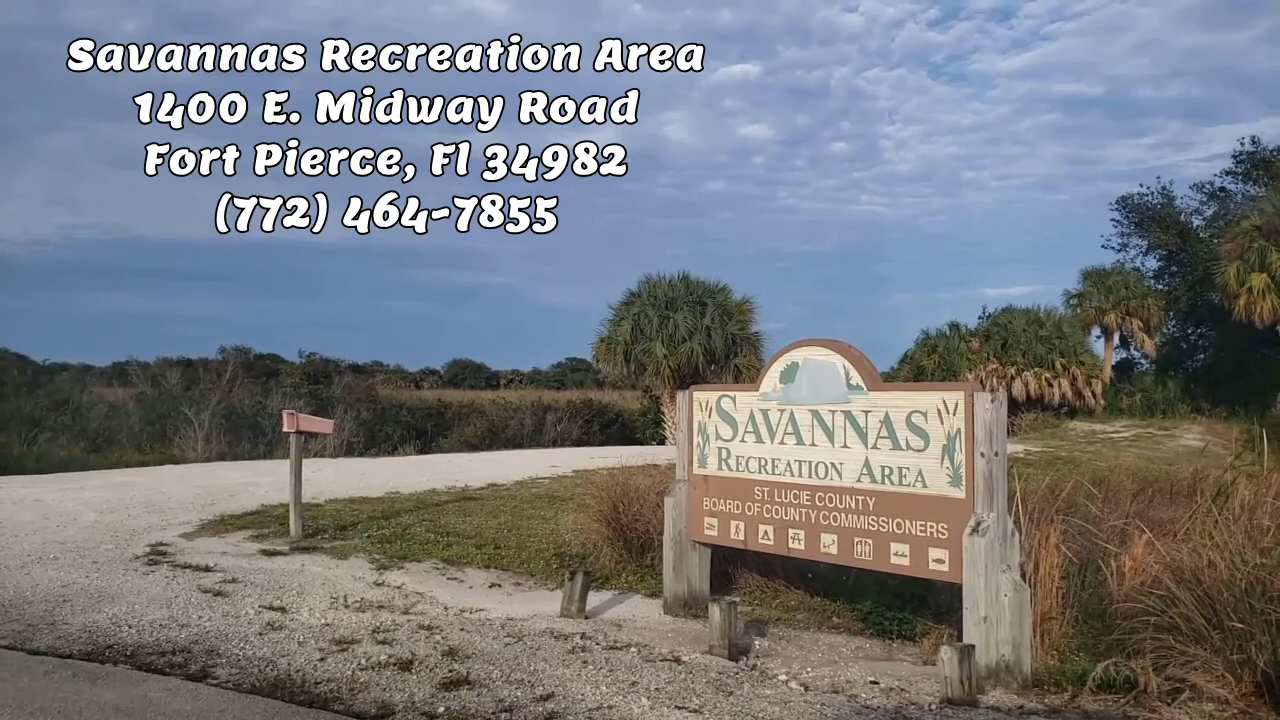 Savannas Recreation Area
1400 E. Midway Road
Fort Pierce, Fl 34982
(772) 464-7855
SAVANNAS
RECREATION AREA
ST. LUCIE COUNTY
BOARD OF COUNTY COMMISSIONERS